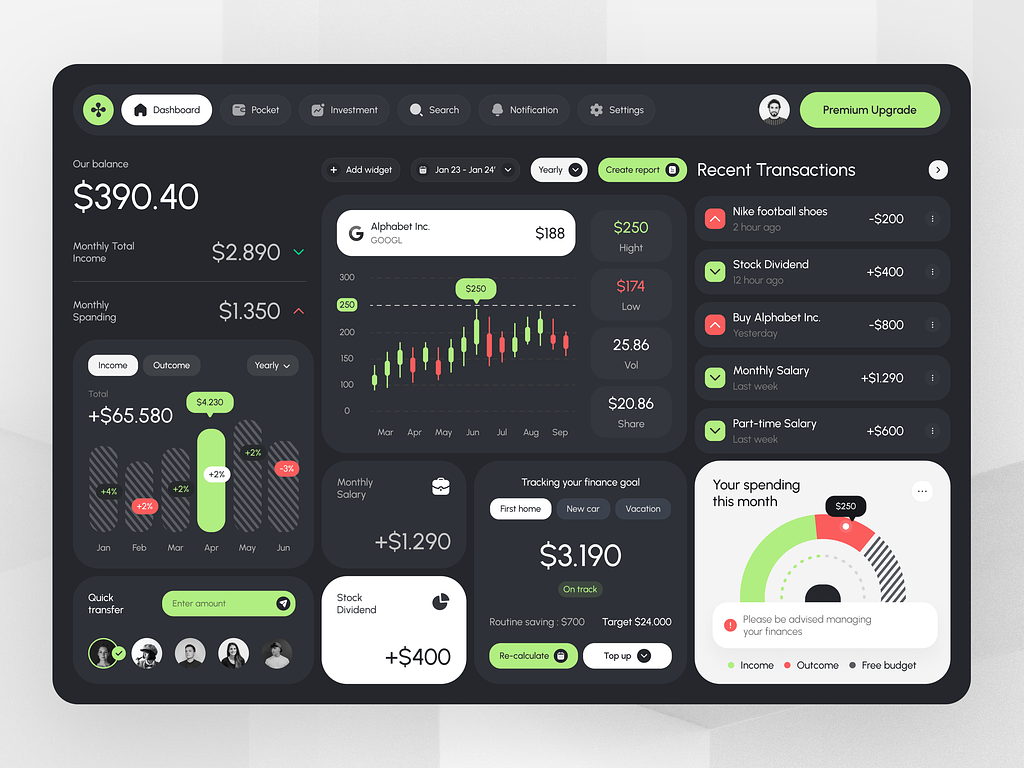 Dashboard
Pocket
Investment
Search
Notification
Settings
Premium Upgrade
Our balance
$390.40
Monthly Total
Income
$2.890
Monthly
Spanding
$1.350
Income
Outcome
Yearly
Total
+$65.580
$4.230
+4%
+2%
+2%
+2%
+2%
-3%
Jan
Feb
Mar
Apr
May
Jun
Quick
transfer
Enter amount
Add widget
Jan 23 - Jan 24'
Yearly
Create report
G
Alphabet Inc.
GOOGL
$188
300
250
200
150
100
0
$250
Mar
Apr
May
Jun
Jul
Aug
Sep
$250
Hight
$174
Low
25.86
Vol
$20.86
Share
Monthly
Salary
+$1.290
Stock
Dividend
+$400
Tracking your finance goal
First home
New car
Vacation
$3.190
On track
Routine saving : $700
Target $24.000
Re-calculate
Top up
Recent Transactions
Nike football shoes
2 hour ago
-$200
Stock Dividend
12 hour ago
+$400
Buy Alphabet Inc.
Yesterday
-$800
Monthly Salary
Last week
+$1.290
Part-time Salary
Last week
+$600
Your spending
this month
$250
Please be advised managing
your finances
Income
Outcome
Free budget